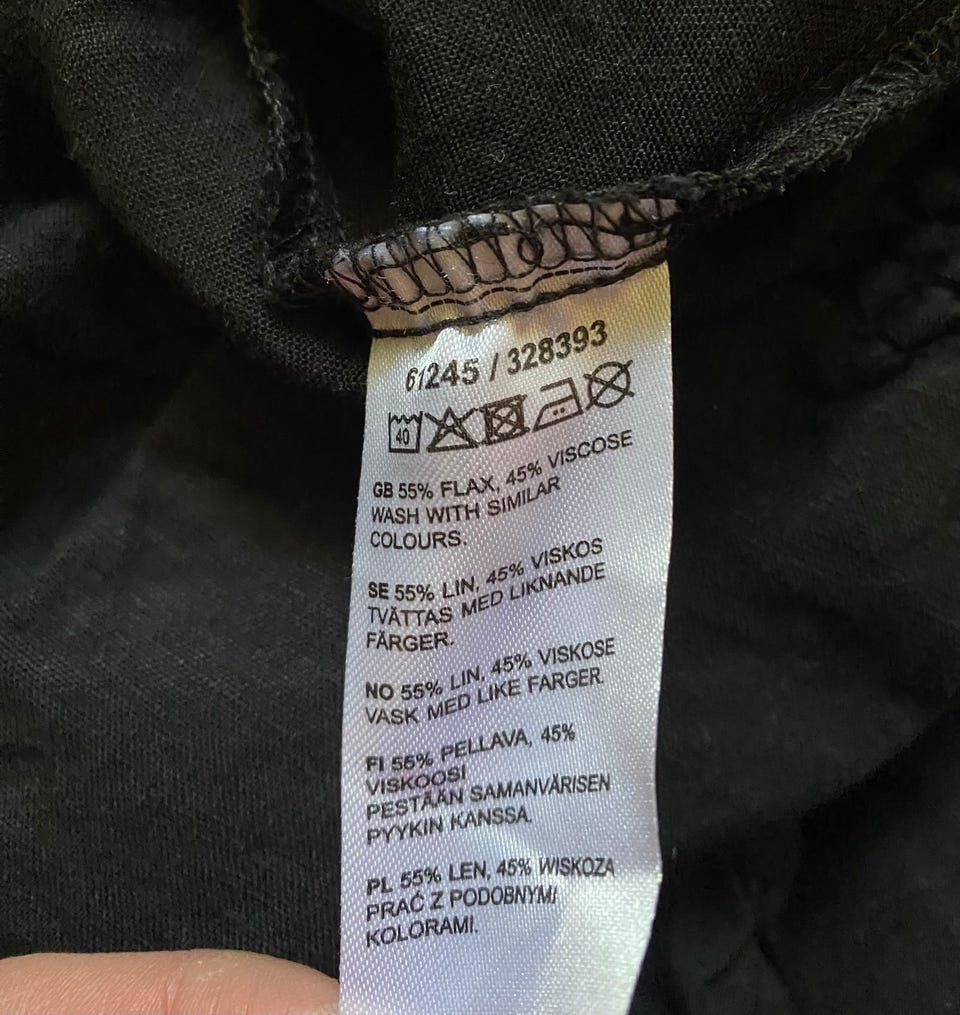 61245 / 328393
40
GB 55% FLAX, 45% VISCOSE
WASH WITH SIMILAR
COLOURS.
SE 55% LIN, 45% VISKOS
TVÄTTAS MED LIKNANDE
FÄRGER.
NO 55% LIN, 45% VISKOSE
VASK MED LIKE FARGER.
FI 55% PELLAVA, 45%
VISKOOSI
PESTÄÄN SAMANVÄRISEN
PYYKIN KANSSA.
PL 55% LEN, 45% WISKOZA
PRAĆ Z PODOBNYMI
KOLORAMI.